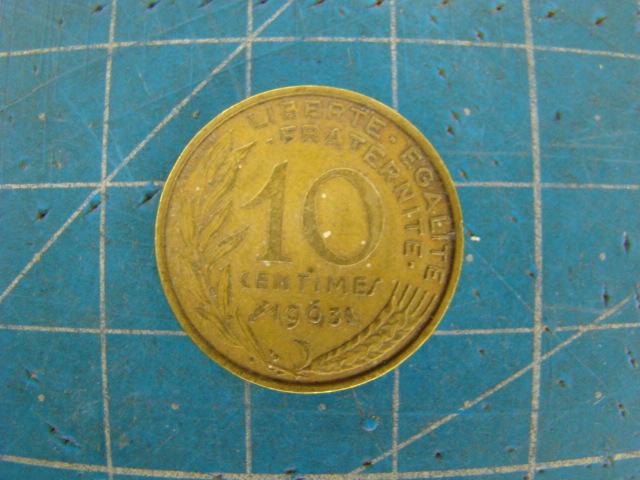 LIBERTE · EGALITE
· FRATERNITE ·
10
CENTIMES
1963